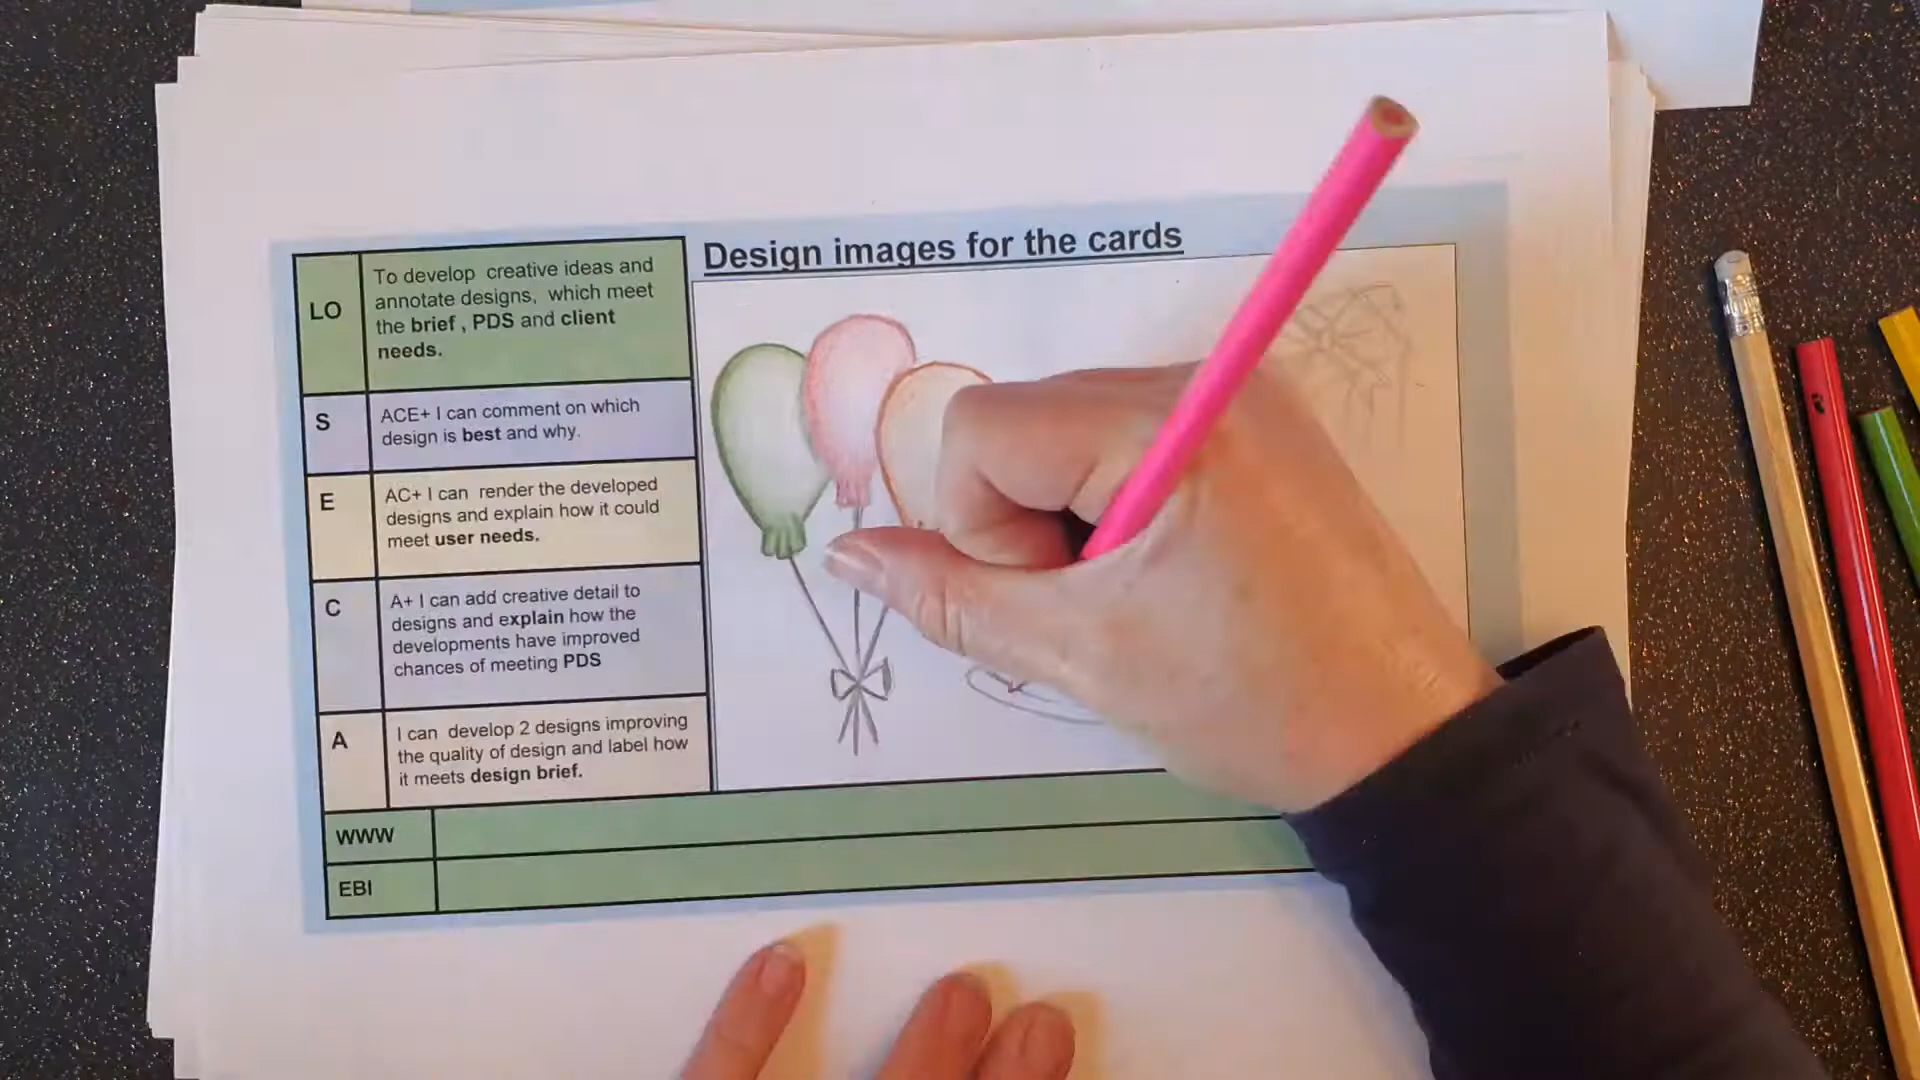 Design images for the cards
LO
To develop creative ideas and
annotate designs, which meet
the brief , PDS and client
needs.
S
ACE+ I can comment on which
design is best and why.
E
AC+ I can render the developed
designs and explain how it could
meet user needs.
C
A+ I can add creative detail to
designs and explain how the
developments have improved
chances of meeting PDS
A
I can develop 2 designs improving
the quality of design and label how
it meets design brief.
WWW
EBI